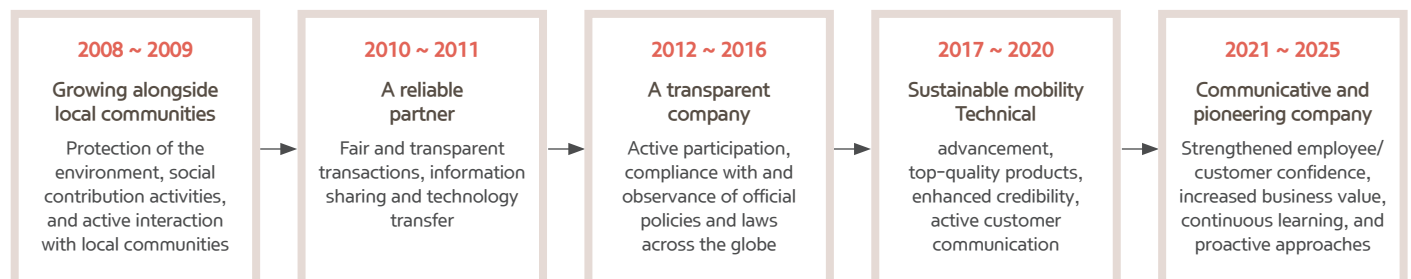 2008 ~ 2009
Growing alongside
local communities
Protection of the
environment, social
contribution activities,
and active interaction
with local communities
2010 ~ 2011
A reliable
partner
Fair and transparent
transactions, information
sharing and technology
transfer
2012 ~ 2016
A transparent
company
Active participation,
compliance with and
observance of official
policies and laws
across the globe
2017 ~ 2020
Sustainable mobility
Technical
advancement,
top-quality products,
enhanced credibility,
active customer
communication
2021 ~ 2025
Communicative and
pioneering company
Strengthened employee/
customer confidence,
increased business value,
continuous learning, and
proactive approaches